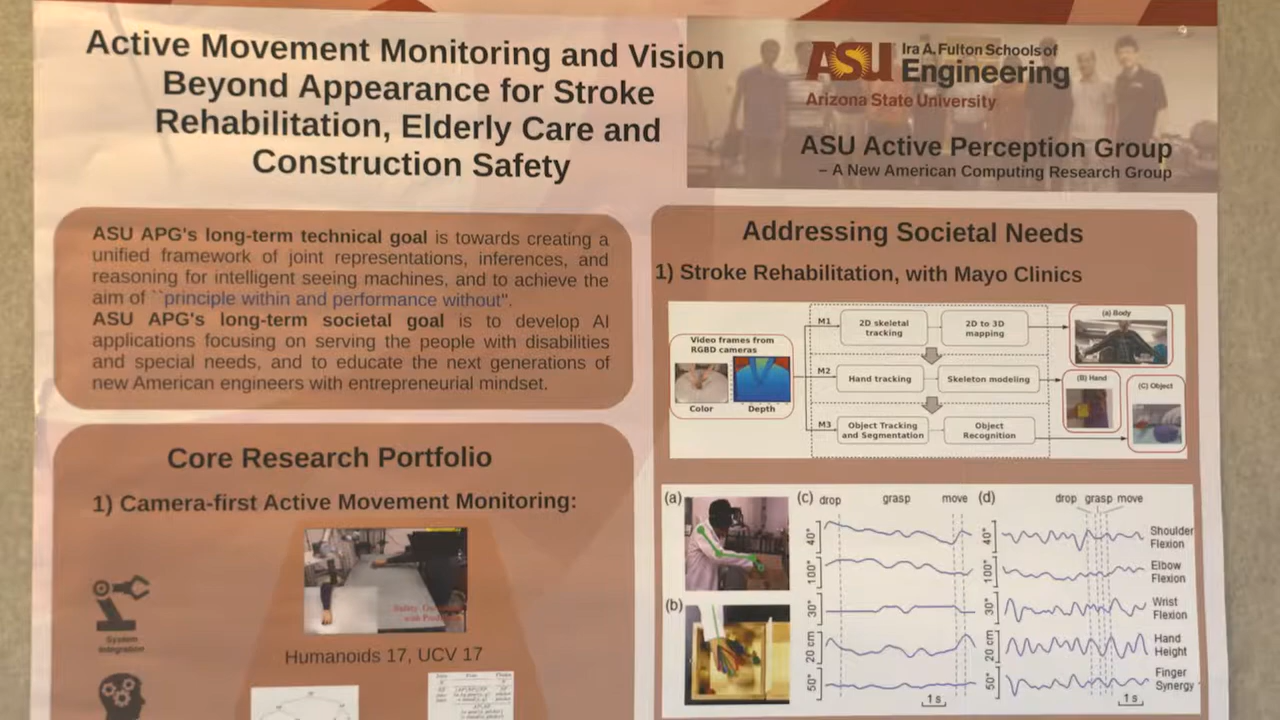 Active Movement Monitoring and Vision
Beyond Appearance for Stroke
Rehabilitation, Elderly Care and
Construction Safety
ASU Ira A. Fulton Schools of
Engineering
Arizona State University
ASU Active Perception Group
– A New American Computing Research Group
ASU APG's long-term technical goal is towards creating a
unified framework of joint representations, inferences, and
reasoning for intelligent seeing machines, and to achieve the
aim of ``principle within and performance without".
ASU APG's long-term societal goal is to develop AI
applications focusing on serving the people with disabilities
and special needs, and to educate the next generations of
new American engineers with entrepreneurial mindset.
Core Research Portfolio
1) Camera-first Active Movement Monitoring:
System
Integration
Humanoids 17, UCV 17
Addressing Societal Needs
1) Stroke Rehabilitation, with Mayo Clinics
Video frames from
RGBD cameras
Color
Depth
M1
2D skeletal
tracking
2D to 3D
mapping
(a) Body
M2
Hand tracking
Skeleton modeling
(B) Hand
(C) Object
M3
Object Tracking
and Segmentation
Object
Recognition
(a)
(b)
(c) drop grasp move
40°
100°
30°
20 cm
50°
1 s
(d) drop grasp move
40°
100°
30°
20 cm
50°
1 s
Shoulder
Flexion
Elbow
Flexion
Wrist
Flexion
Hand
Height
Finger
Synergy